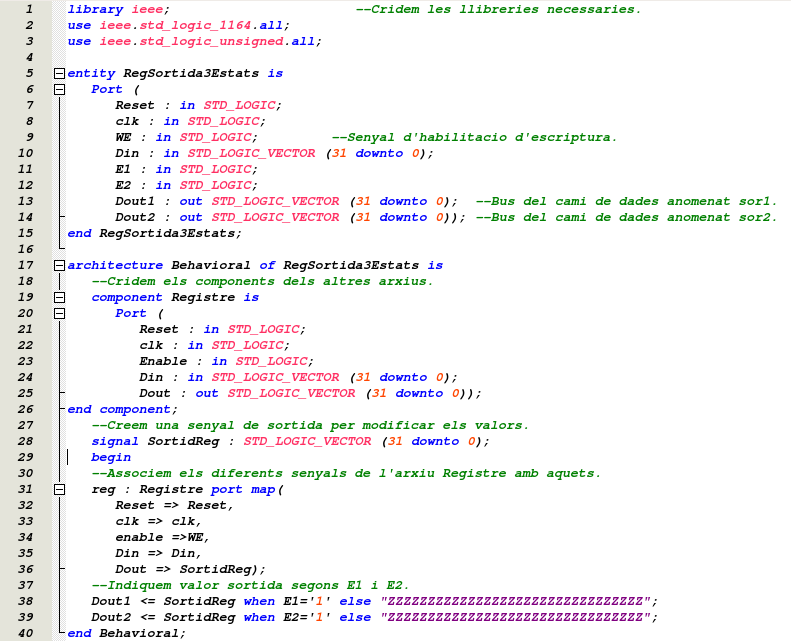 1 library ieee; --Cridem les llibreries necessaries.
2 use ieee.std_logic_1164.all;
3 use ieee.std_logic_unsigned.all;
4
5 entity RegSortida3Estats is
6 Port (
7 Reset : in STD_LOGIC;
8 clk : in STD_LOGIC;
9 WE : in STD_LOGIC; --Senyal d'habilitacio d'escriptura.
10 Din : in STD_LOGIC_VECTOR (31 downto 0);
11 E1 : in STD_LOGIC;
12 E2 : in STD_LOGIC;
13 Dout1 : out STD_LOGIC_VECTOR (31 downto 0); --Bus del cami de dades anomenat sor1.
14 Dout2 : out STD_LOGIC_VECTOR (31 downto 0)); --Bus del cami de dades anomenat sor2.
15 end RegSortida3Estats;
16
17 architecture Behavioral of RegSortida3Estats is
18 --Cridem els components dels altres arxius.
19 component Registre is
20 Port (
21 Reset : in STD_LOGIC;
22 clk : in STD_LOGIC;
23 Enable : in STD_LOGIC;
24 Din : in STD_LOGIC_VECTOR (31 downto 0);
25 Dout : out STD_LOGIC_VECTOR (31 downto 0));
26 end component;
27 --Creem una senyal de sortida per modificar els valors.
28 signal SortidReg : STD_LOGIC_VECTOR (31 downto 0);
29 begin
30 --Associem els diferents senyals de l'arxiu Registre amb aquets.
31 reg : Registre port map(
32 Reset => Reset,
33 clk => clk,
34 enable =>WE,
35 Din => Din,
36 Dout => SortidReg);
37 --Indiquem valor sortida segons E1 i E2.
38 Dout1 <= SortidReg when E1='1' else "ZZZZZZZZZZZZZZZZZZZZZZZZZZZZZZZZ";
39 Dout2 <= SortidReg when E2='1' else "ZZZZZZZZZZZZZZZZZZZZZZZZZZZZZZZZ";
40 end Behavioral;